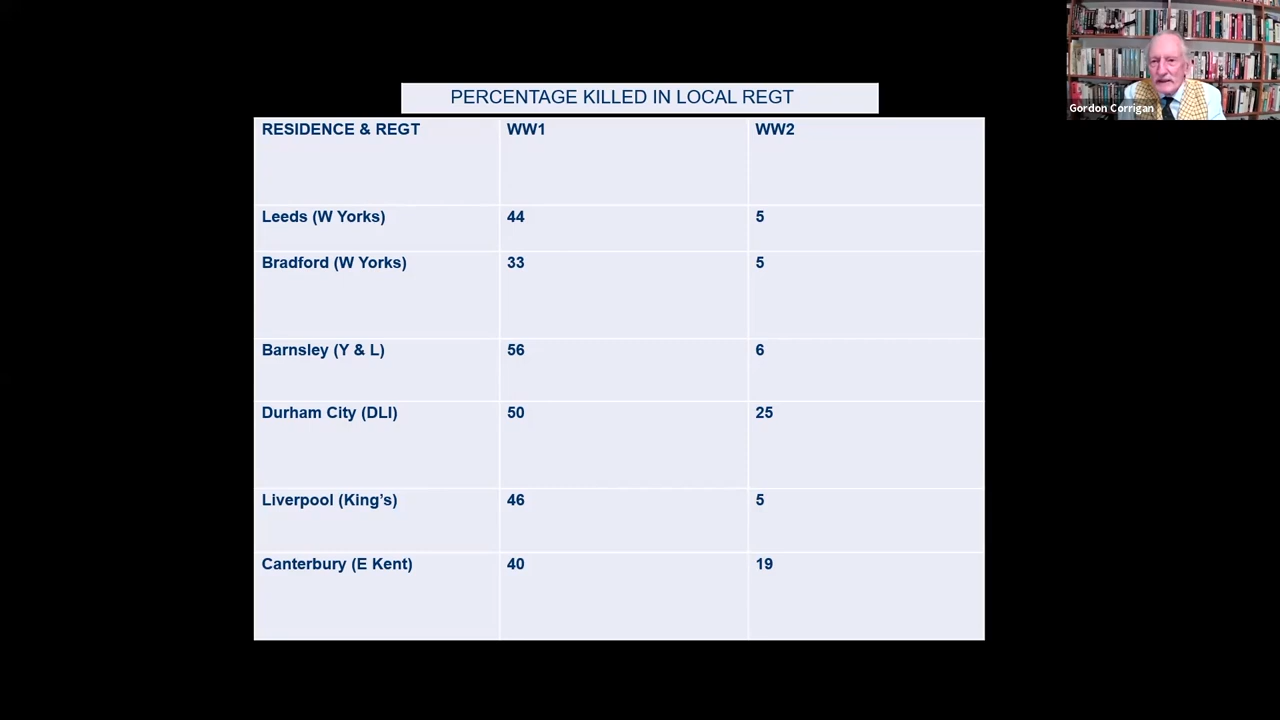 PERCENTAGE KILLED IN LOCAL REGT
Gordon Corrigan
RESIDENCE & REGT WW1 WW2
Leeds (W Yorks) 44 5
Bradford (W Yorks) 33 5
Barnsley (Y & L) 56 6
Durham City (DLI) 50 25
Liverpool (King's) 46 5
Canterbury (E Kent) 40 19